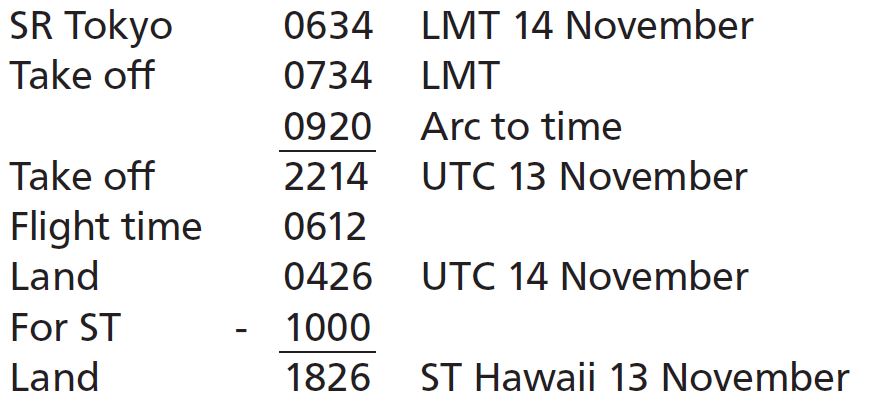 SR Tokyo 0634 LMT 14 November
Take off 0734 LMT
0920 Arc to time
Take off 2214 UTC 13 November
Flight time 0612
Land 0426 UTC 14 November
For ST - 1000
Land 1826 ST Hawaii 13 November